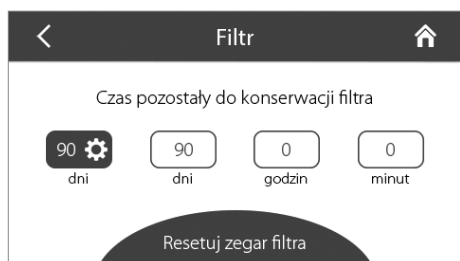 Filtr
Czas pozostały do konserwacji filtra
90 90 0 0
dni dni godzin minut
Resetuj zegar filtra